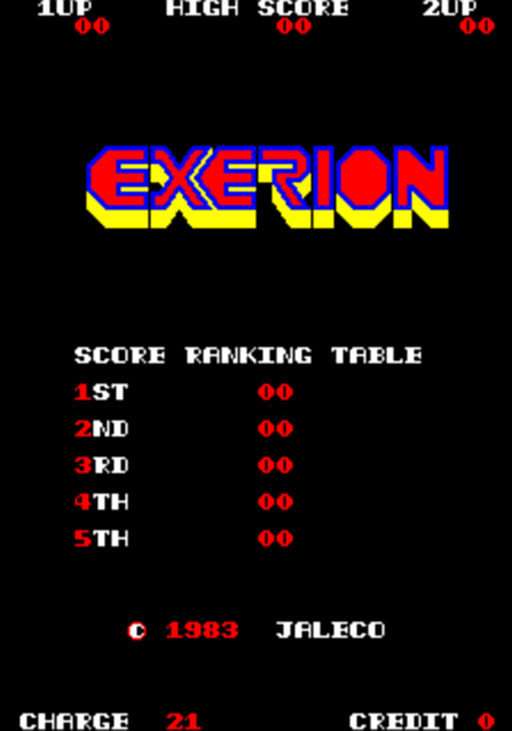 1UP HIGH SCORE 2UP
00 00 00
EXERION
SCORE RANKING TABLE
1ST 00
2ND 00
3RD 00
4TH 00
5TH 00
© 1983 JALECO
CHARGE 21 CREDIT 0